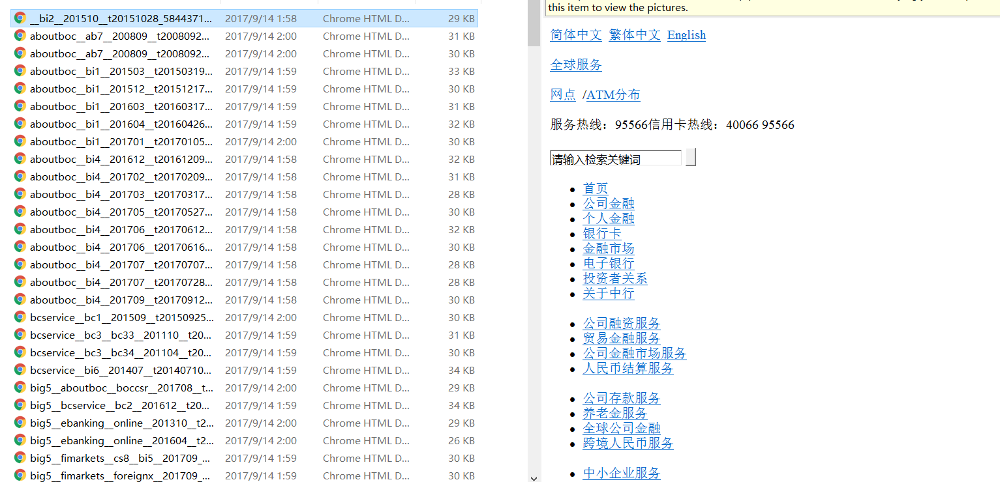 __bi2__201510__t20151028_5844371... 2017/9/14 1:58 Chrome HTML D... 29 KB
aboutboc__ab7__200809__t2008092... 2017/9/14 2:00 Chrome HTML D... 31 KB
aboutboc__ab7__200809__t2008092... 2017/9/14 2:00 Chrome HTML D... 30 KB
aboutboc__bi1__201503__t20150319... 2017/9/14 1:59 Chrome HTML D... 33 KB
aboutboc__bi1__201512__t20151217... 2017/9/14 1:59 Chrome HTML D... 30 KB
aboutboc__bi1__201603__t20160317... 2017/9/14 1:59 Chrome HTML D... 31 KB
aboutboc__bi1__201604__t20160426... 2017/9/14 1:59 Chrome HTML D... 32 KB
aboutboc__bi1__201701__t20170105... 2017/9/14 2:00 Chrome HTML D... 30 KB
aboutboc__bi4__201612__t20161209... 2017/9/14 1:58 Chrome HTML D... 32 KB
aboutboc__bi4__201702__t20170209... 2017/9/14 1:58 Chrome HTML D... 31 KB
aboutboc__bi4__201703__t20170317... 2017/9/14 1:58 Chrome HTML D... 28 KB
aboutboc__bi4__201705__t20170527... 2017/9/14 1:58 Chrome HTML D... 30 KB
aboutboc__bi4__201706__t20170612... 2017/9/14 1:58 Chrome HTML D... 32 KB
aboutboc__bi4__201706__t20170616... 2017/9/14 1:58 Chrome HTML D... 30 KB
aboutboc__bi4__201707__t20170707... 2017/9/14 1:58 Chrome HTML D... 28 KB
aboutboc__bi4__201707__t20170728... 2017/9/14 1:58 Chrome HTML D... 28 KB
aboutboc__bi4__201709__t20170912... 2017/9/14 1:58 Chrome HTML D... 30 KB
bcservice__bc1__201509__t20150925... 2017/9/14 2:00 Chrome HTML D... 30 KB
bcservice__bc3__bc33__201110__t20... 2017/9/14 1:59 Chrome HTML D... 31 KB
bcservice__bc3__bc34__201104__t20... 2017/9/14 1:59 Chrome HTML D... 30 KB
bcservice__bi6__201407__t20140710... 2017/9/14 1:59 Chrome HTML D... 34 KB
big5__aboutboc__boccsr__201708__t... 2017/9/14 2:00 Chrome HTML D... 29 KB
big5__bcservice__bc2__201612__t20... 2017/9/14 1:59 Chrome HTML D... 34 KB
big5__ebanking__online__201310__t2... 2017/9/14 2:00 Chrome HTML D... 29 KB
big5__ebanking__online__201604__t2... 2017/9/14 2:00 Chrome HTML D... 26 KB
big5__fimarkets__cs8__bi5__201709__... 2017/9/14 1:59 Chrome HTML D... 30 KB
big5__fimarkets__foreignx__201709__... 2017/9/14 1:59 Chrome HTML D... 30 KB
this item to view the pictures.
简体中文 繁体中文 English
全球服务
网点 /ATM分布
服务热线：95566信用卡热线：40066 95566
请输入检索关键词
首页
公司金融
个人金融
银行卡
金融市场
电子银行
投资者关系
关于中行
公司融资服务
贸易金融服务
公司金融市场服务
人民币结算服务
公司存款服务
养老金服务
全球公司金融
跨境人民币服务
中小企业服务